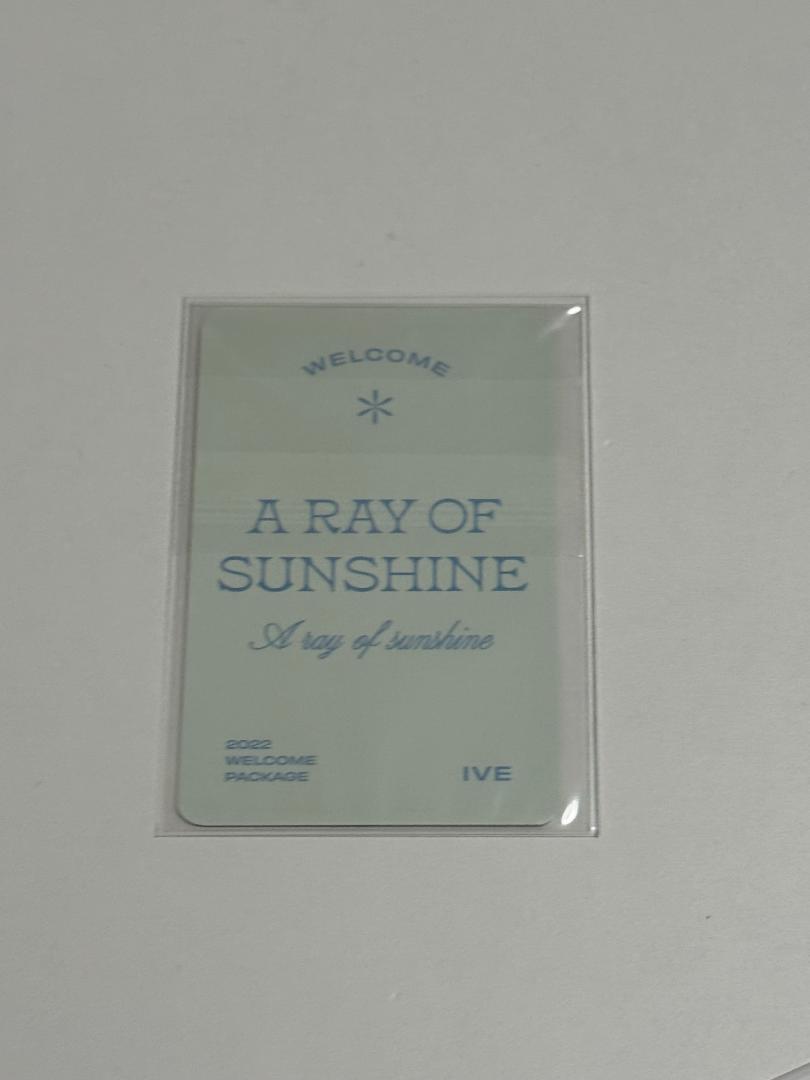 WELCOME
A RAY OF
SUNSHINE
A ray of sunshine
2022
WELCOME
PACKAGE
IVE